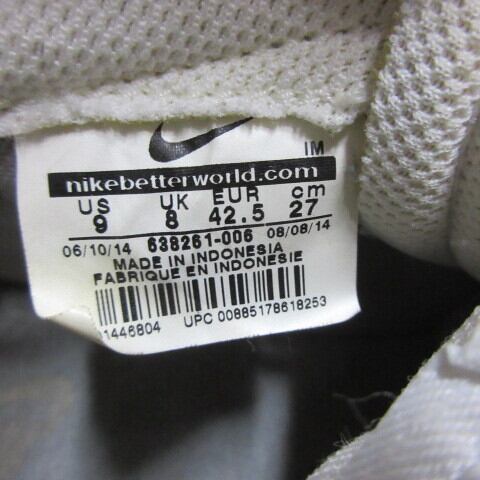 IM
nikebetterworld.com
US UK EUR cm
9 8 42.5 27
06/10/14 638261-006 08/08/14
MADE IN INDONESIA
FABRIQUE EN INDONESIE
1446804 UPC 00885178618253